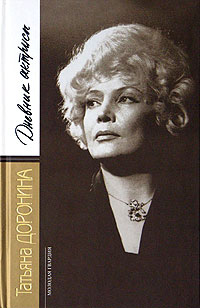 Татьяна ДОРОНИНА
Дневник актрисы
МОЛОДАЯ ГВАРДИЯ